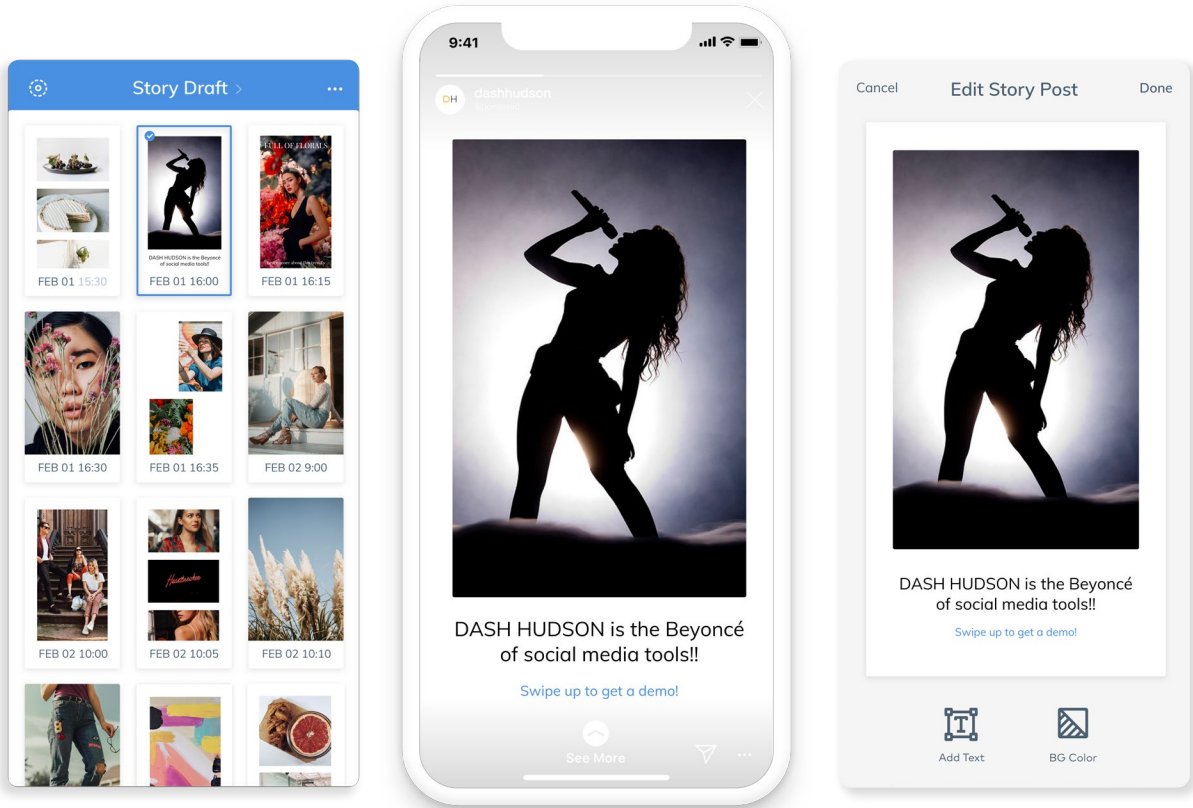 Story Draft >
...
FULL OF FLORALS
DASH HUDSON is the Beyoncé
of social media tools!!
FEB 01 15:30
FEB 01 16:00
FEB 01 16:15
FEB 01 16:30
FEB 01 16:35
FEB 02 9:00
Heartbreaker
FEB 02 10:00
FEB 02 10:05
FEB 02 10:10
9:41
DH
dashhudson
DASH HUDSON is the Beyoncé
of social media tools!!
Swipe up to get a demo!
See More
...
Cancel
Edit Story Post
Done
DASH HUDSON is the Beyoncé
of social media tools!!
Swipe up to get a demo!
T
Add Text
BG Color